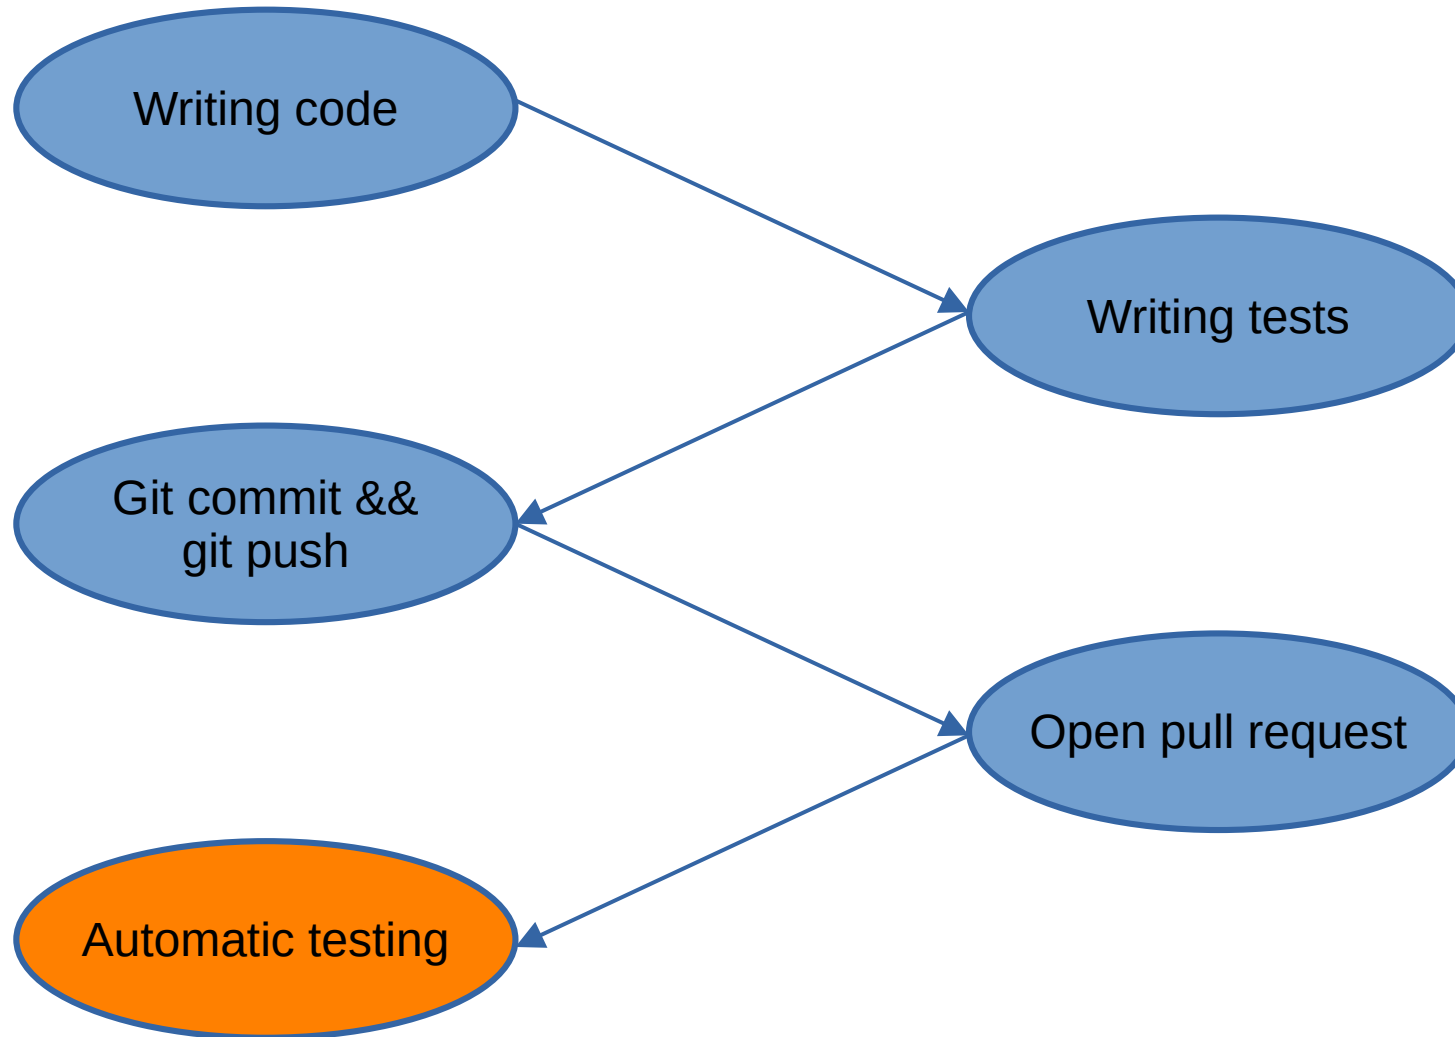 Writing code
Writing tests
Git commit &&
git push
Open pull request
Automatic testing